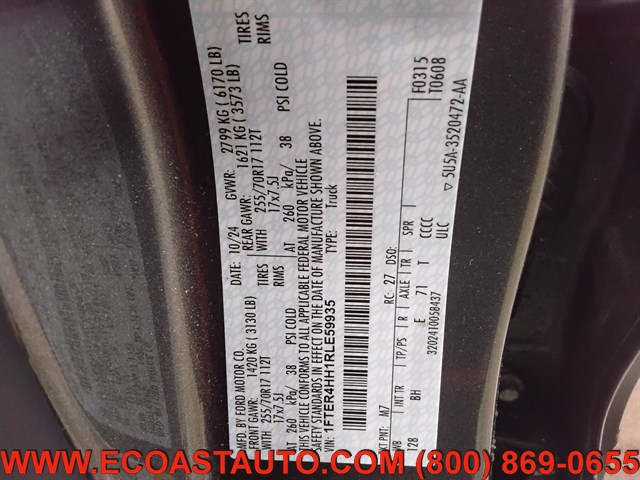 MFD. BY FORD MOTOR CO.
DATE: 10/24
GVWR: 2799 KG ( 6170 LB)
FRONT GAWR: 1420 KG ( 3130 LB)
REAR GAWR: 1621 KG ( 3573 LB)
255/70R17 112T TIRES WITH 255/70R17 112T TIRES
17x7.5J RIMS 17x7.5J RIMS
AT 260 kPa/ 38 PSI COLD AT 260 kPa/ 38 PSI COLD
THIS VEHICLE CONFORMS TO ALL APPLICABLE FEDERAL MOTOR VEHICLE
SAFETY STANDARDS IN EFFECT ON THE DATE OF MANUFACTURE SHOWN ABOVE.
VIN: 1FTER4HH1RLE59935 TYPE: Truck
F0315
T0608
EXT PNT: M7 RC: 27 DSO:
WB INT TR TP/PS R AXLE TR SPR
128 BH E 71 T CCCC
ULC
3202410058437
▽ 5U5A-3520472-AA
WWW.ECOASTAUTO.COM (800) 869-0655